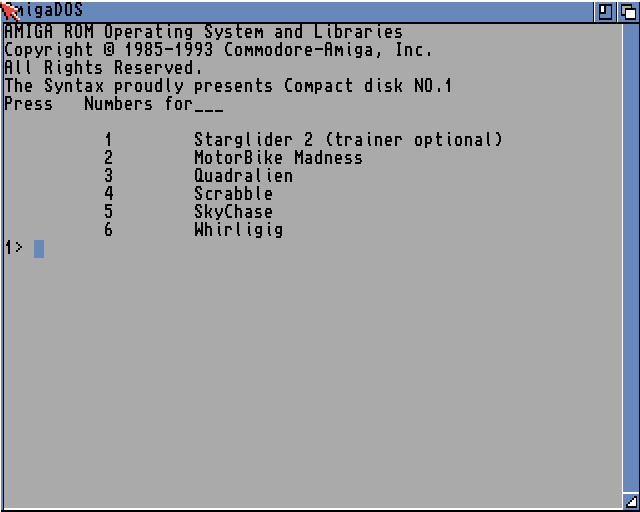 AmigaDOS
AMIGA ROM Operating System and Libraries
Copyright © 1985-1993 Commodore-Amiga, Inc.
All Rights Reserved.
The Syntax proudly presents Compact disk NO.1
Press   Numbers for___
1        Starglider 2 (trainer optional)
2        MotorBike Madness
3        Quadralien
4        Scrabble
5        SkyChase
6        Whirligig
1>